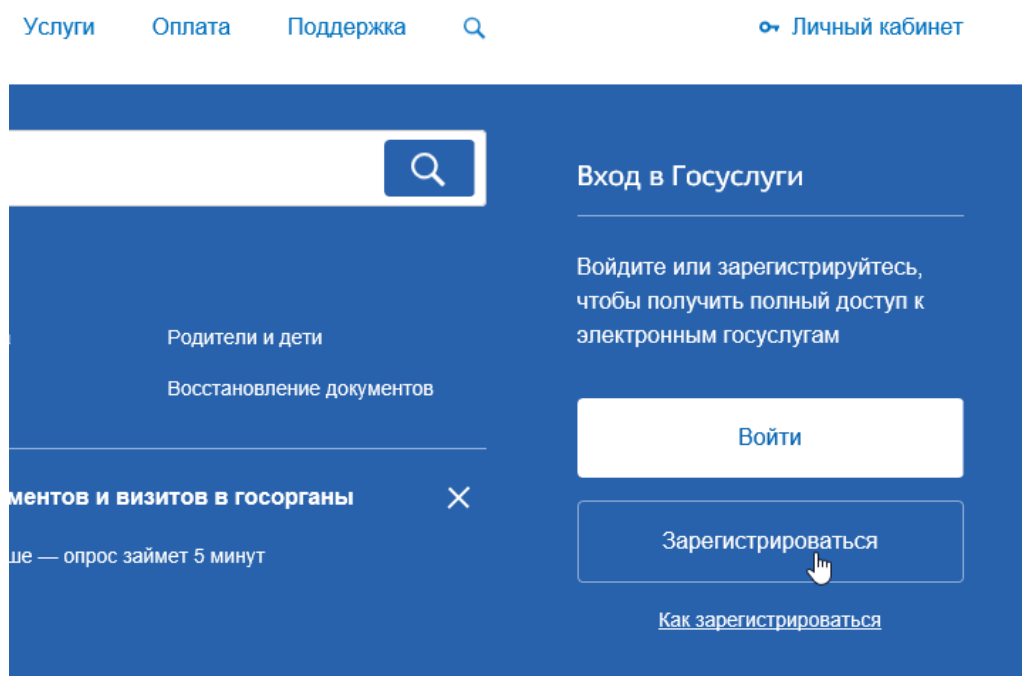 Услуги Оплата Поддержка Личный кабинет
Вход в Госуслуги
Войдите или зарегистрируйтесь,
чтобы получить полный доступ к
электронным госуслугам
Родители и дети
Восстановление документов
Войти
ментов и визитов в госорганы
Зарегистрироваться
ше — опрос займет 5 минут
Как зарегистрироваться